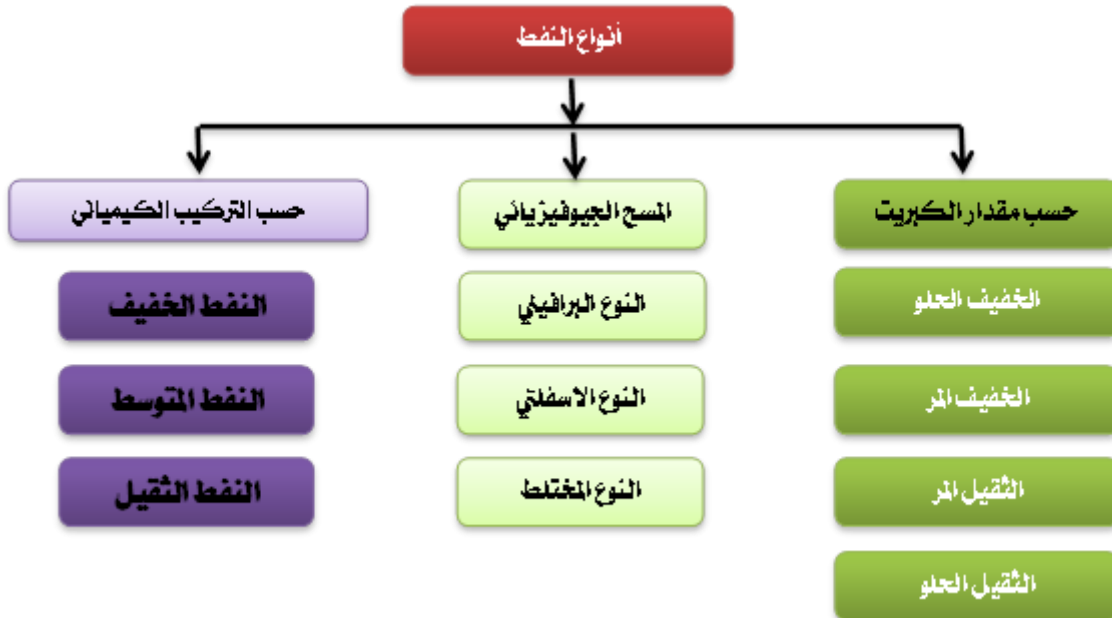 أنواع النفط
حسب مقدار الكبريت
الخفيف الحلو
الخفيف المر
الثقيل المر
الثقيل الحلو
المسح الجيوفيزيائي
النوع البرافيني
النوع الاسفلتي
النوع المختلط
حسب التركيب الكيميائي
النفط الخفيف
النفط المتوسط
النفط الثقيل